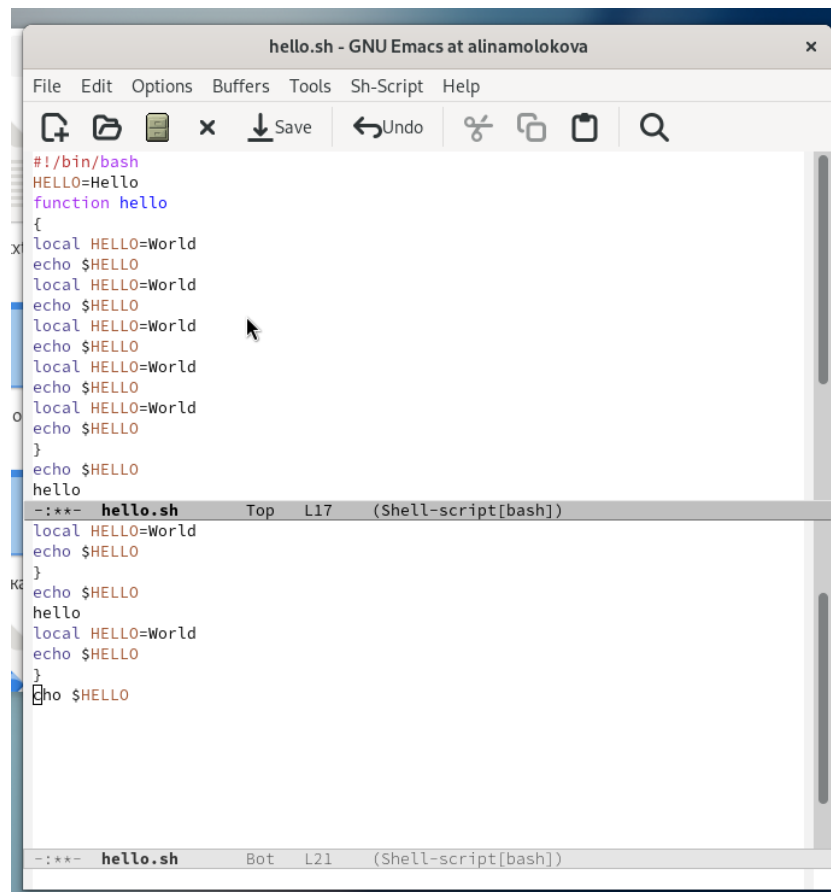 hello.sh - GNU Emacs at alinamolokova
File Edit Options Buffers Tools Sh-Script Help
Save Undo
#!/bin/bash
HELLO=Hello
function hello
{
local HELLO=World
echo $HELLO
local HELLO=World
echo $HELLO
local HELLO=World
echo $HELLO
local HELLO=World
echo $HELLO
local HELLO=World
echo $HELLO
}
echo $HELLO
hello
-:**- hello.sh Top L17 (Shell-script[bash])
local HELLO=World
echo $HELLO
}
echo $HELLO
hello
local HELLO=World
echo $HELLO
}
cho $HELLO
-:**- hello.sh Bot L21 (Shell-script[bash])